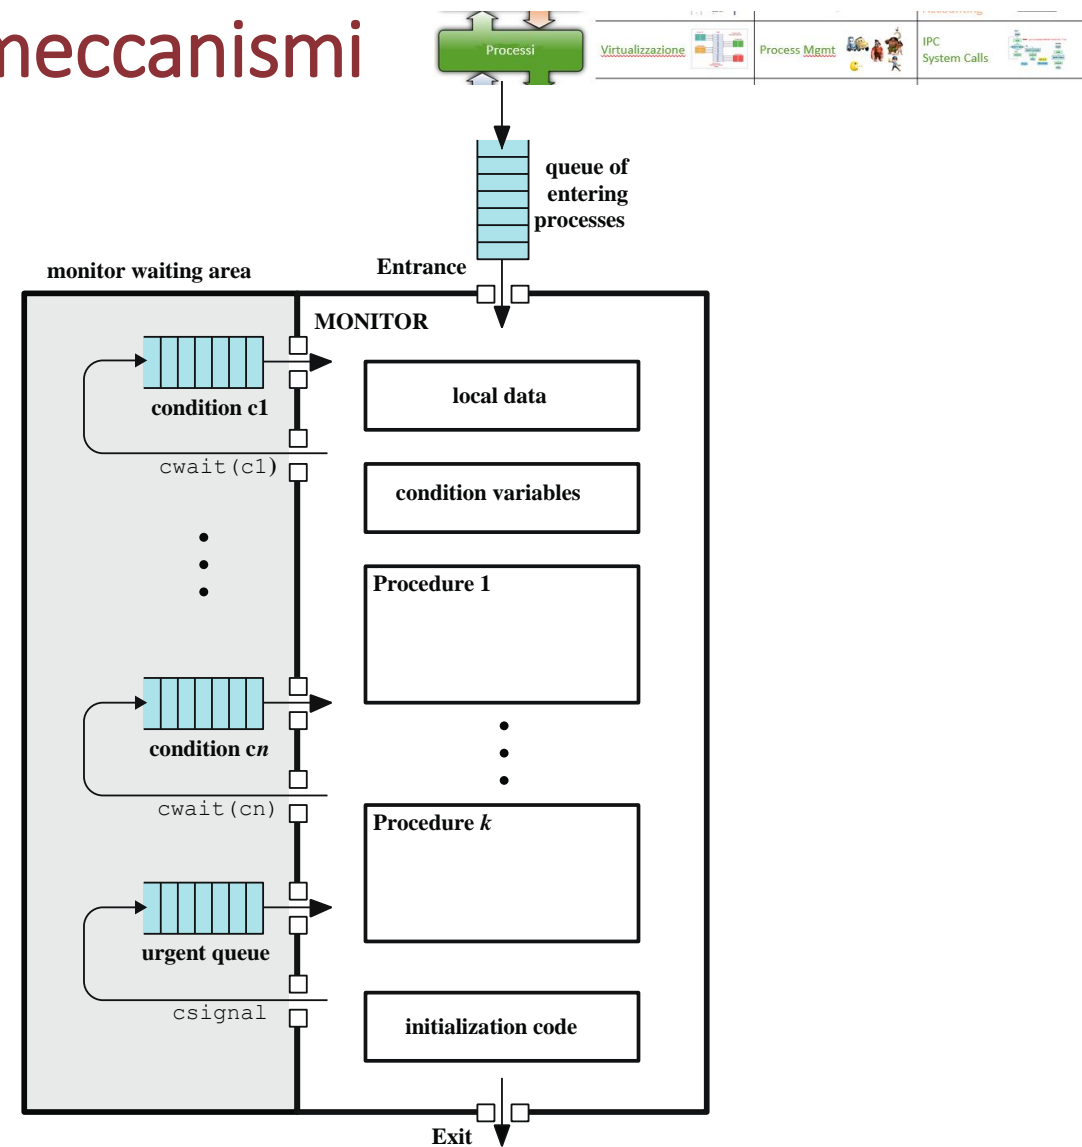 meccanismi
Processi
Virtualizzazione
Process Mgmt
IPC
System Calls
queue of
entering
processes
monitor waiting area
Entrance
MONITOR
local data
condition c1
cwait(c1)
condition variables
Procedure 1
condition cn
cwait(cn)
Procedure k
urgent queue
csignal
initialization code
Exit